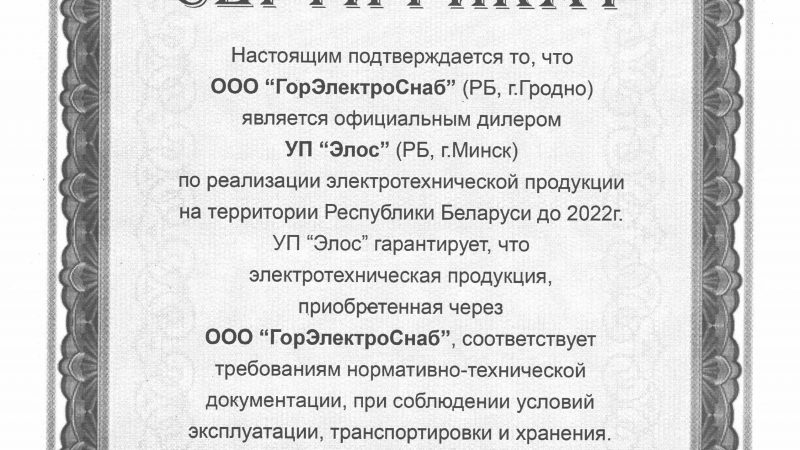 СЕРТИФИКАТ
Настоящим подтверждается то, что
ООО “ГорЭлектроСнаб” (РБ, г.Гродно)
является официальным дилером
УП “Элос” (РБ, г.Минск)
по реализации электротехнической продукции
на территории Республики Беларуси до 2022г.
УП “Элос” гарантирует, что
электротехническая продукция,
приобретенная через
ООО “ГорЭлектроСнаб”, соответствует
требованиям нормативно-технической
документации, при соблюдении условий
эксплуатации, транспортировки и хранения.